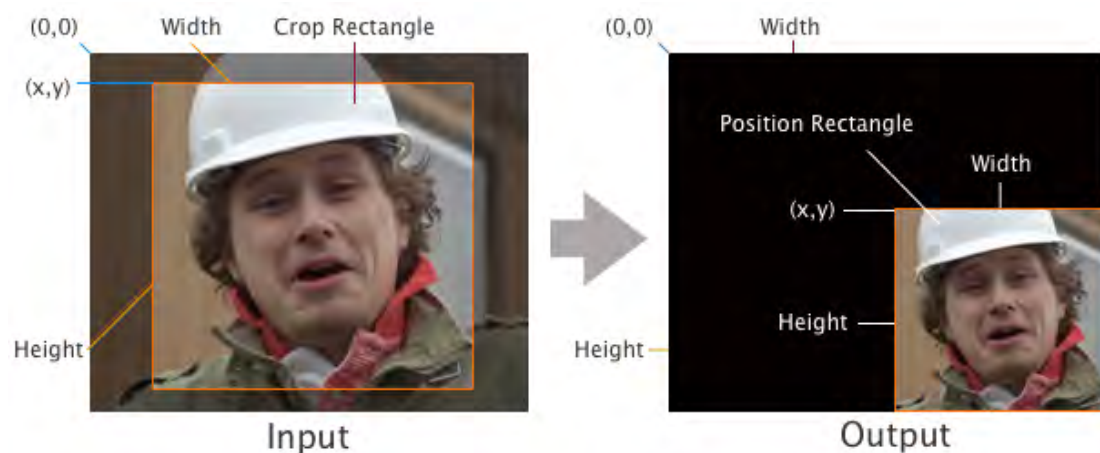 (0,0)
Width
Crop Rectangle
(x,y)
Height
Input
(0,0)
Width
Position Rectangle
Width
(x,y)
Height
Height
Output